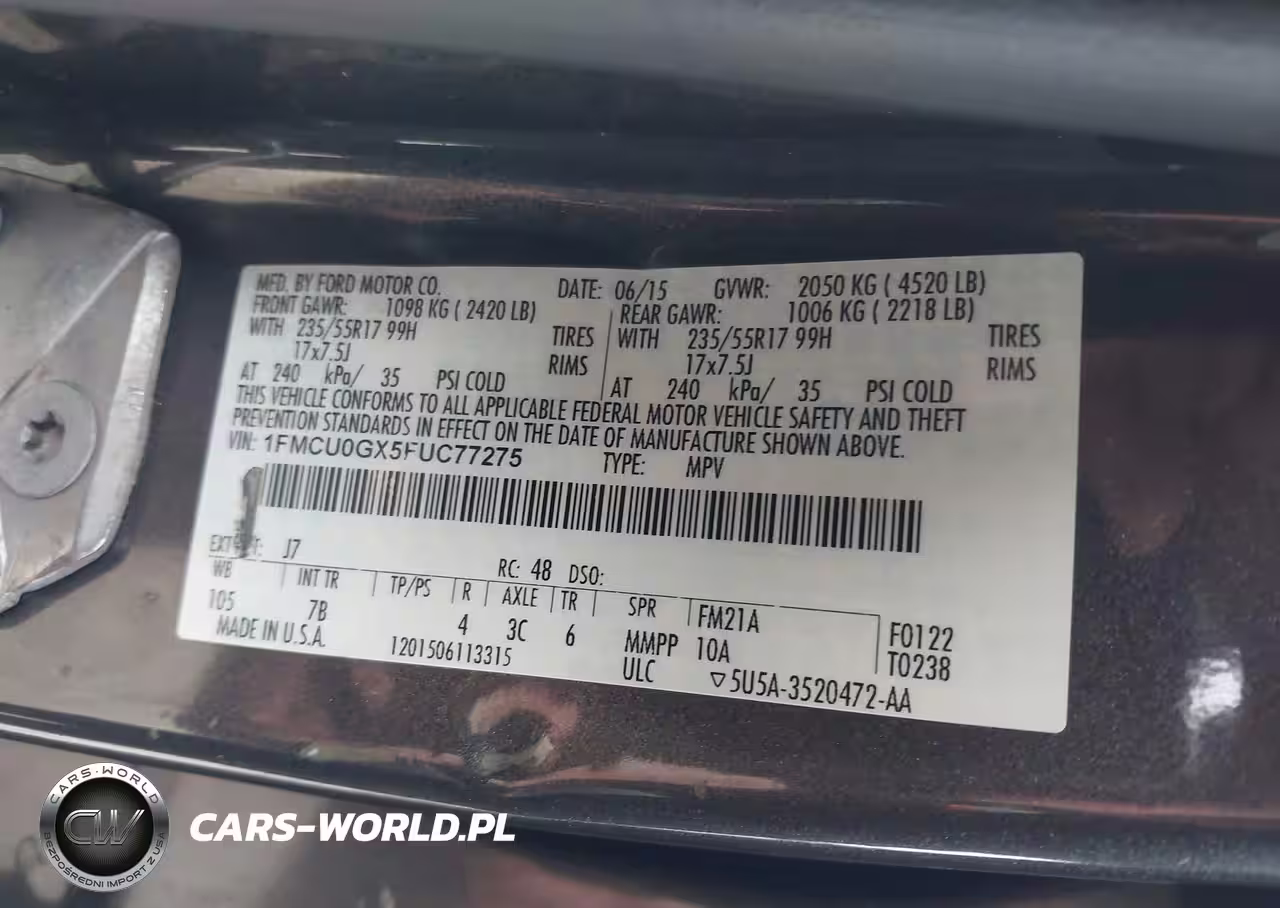 MFD. BY FORD MOTOR CO. DATE: 06/15 GVWR: 2050 KG ( 4520 LB)
FRONT GAWR: 1098 KG ( 2420 LB) REAR GAWR: 1006 KG ( 2218 LB)
WITH 235/55R17 99H TIRES WITH 235/55R17 99H TIRES
17x7.5J RIMS 17x7.5J RIMS
AT 240 kPa/ 35 PSI COLD AT 240 kPa/ 35 PSI COLD
THIS VEHICLE CONFORMS TO ALL APPLICABLE FEDERAL MOTOR VEHICLE SAFETY AND THEFT
PREVENTION STANDARDS IN EFFECT ON THE DATE OF MANUFACTURE SHOWN ABOVE.
VIN: 1FMCU0GX5FUC77275 TYPE: MPV
J7
RC: 48 DSO:
WB INT TR TP/PS R AXLE TR SPR FM21A F0122
105 7B 4 3C 6 MMPP 10A T0238
MADE IN U.S.A. 1201506113315 ULC ▽5U5A-3520472-AA
CARS-WORLD
CW
BEZPOŚREDNI IMPORT Z USA
CARS-WORLD.PL